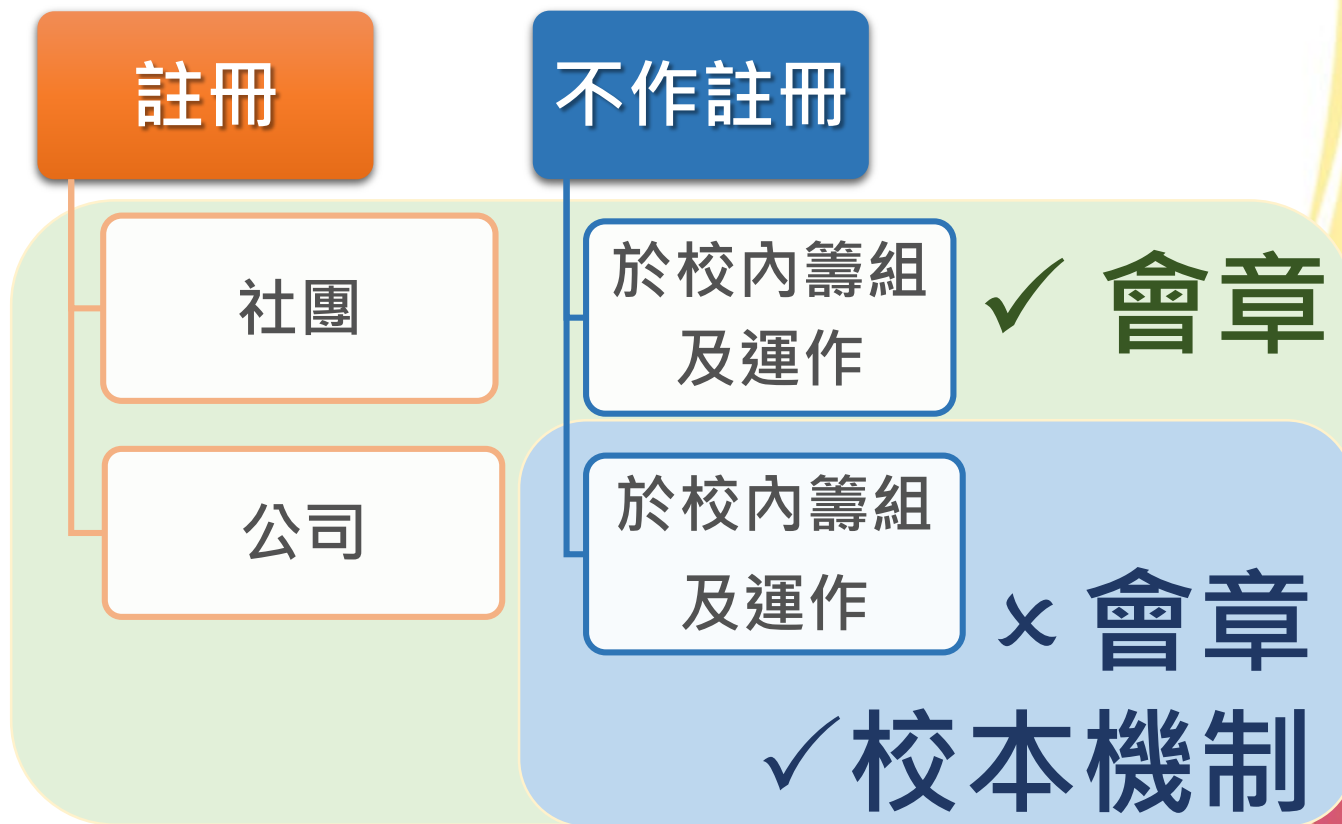 註冊
不作註冊
社團
於校內籌組
及運作
✓ 會章
公司
於校內籌組
及運作
× 會章
✓校本機制